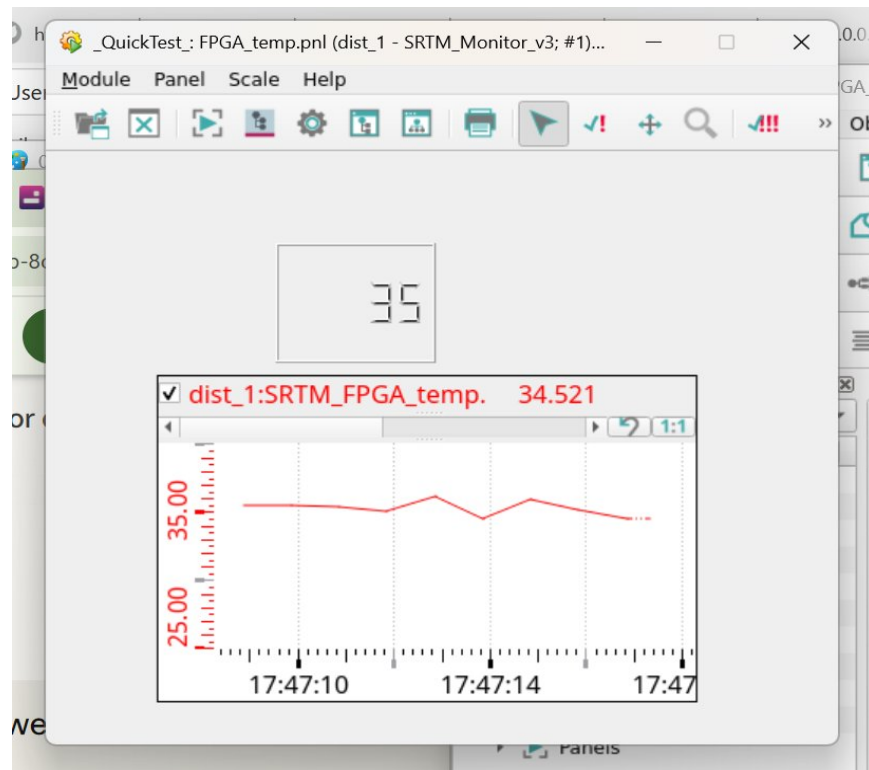 _QuickTest_: FPGA_temp.pnl (dist_1 - SRTM_Monitor_v3; #1)...
Module Panel Scale Help
35
dist_1:SRTM_FPGA_temp. 34.521
1:1
35.00
25.00
17:47:10 17:47:14 17:47
Panels